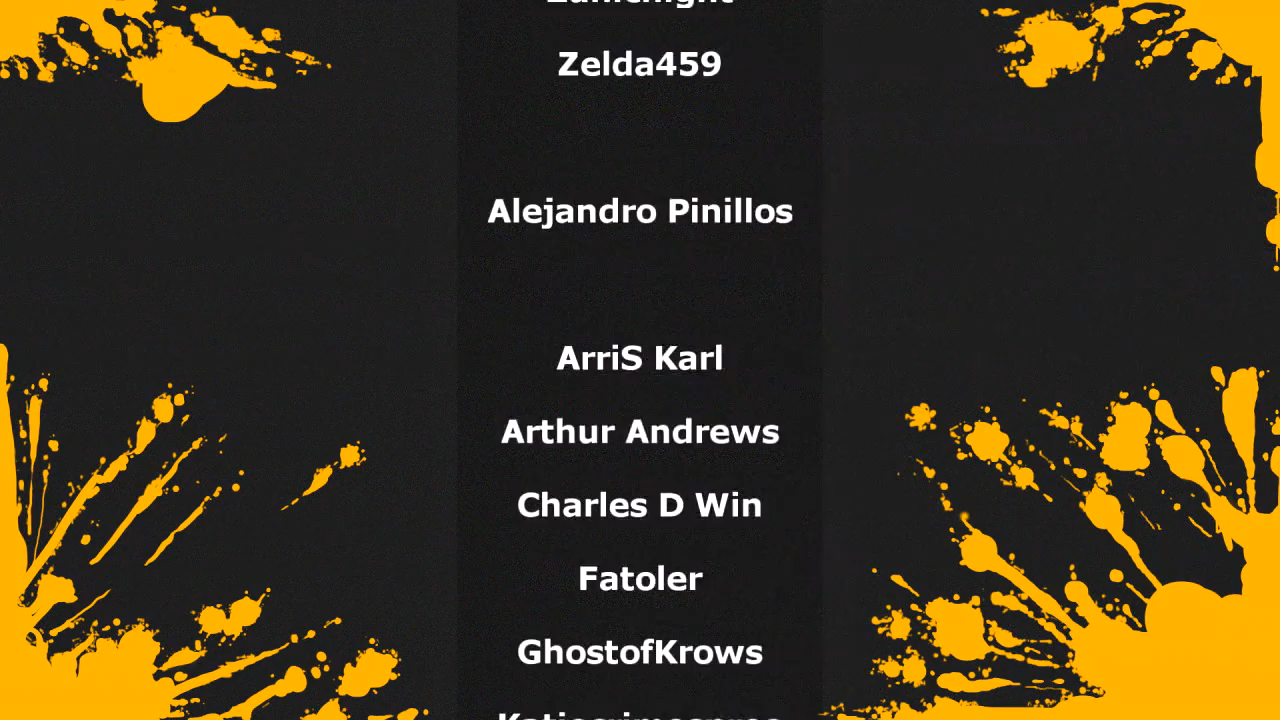 Zelda459
Alejandro Pinillos
ArriS Karl
Arthur Andrews
Charles D Win
Fatoler
GhostofKrows